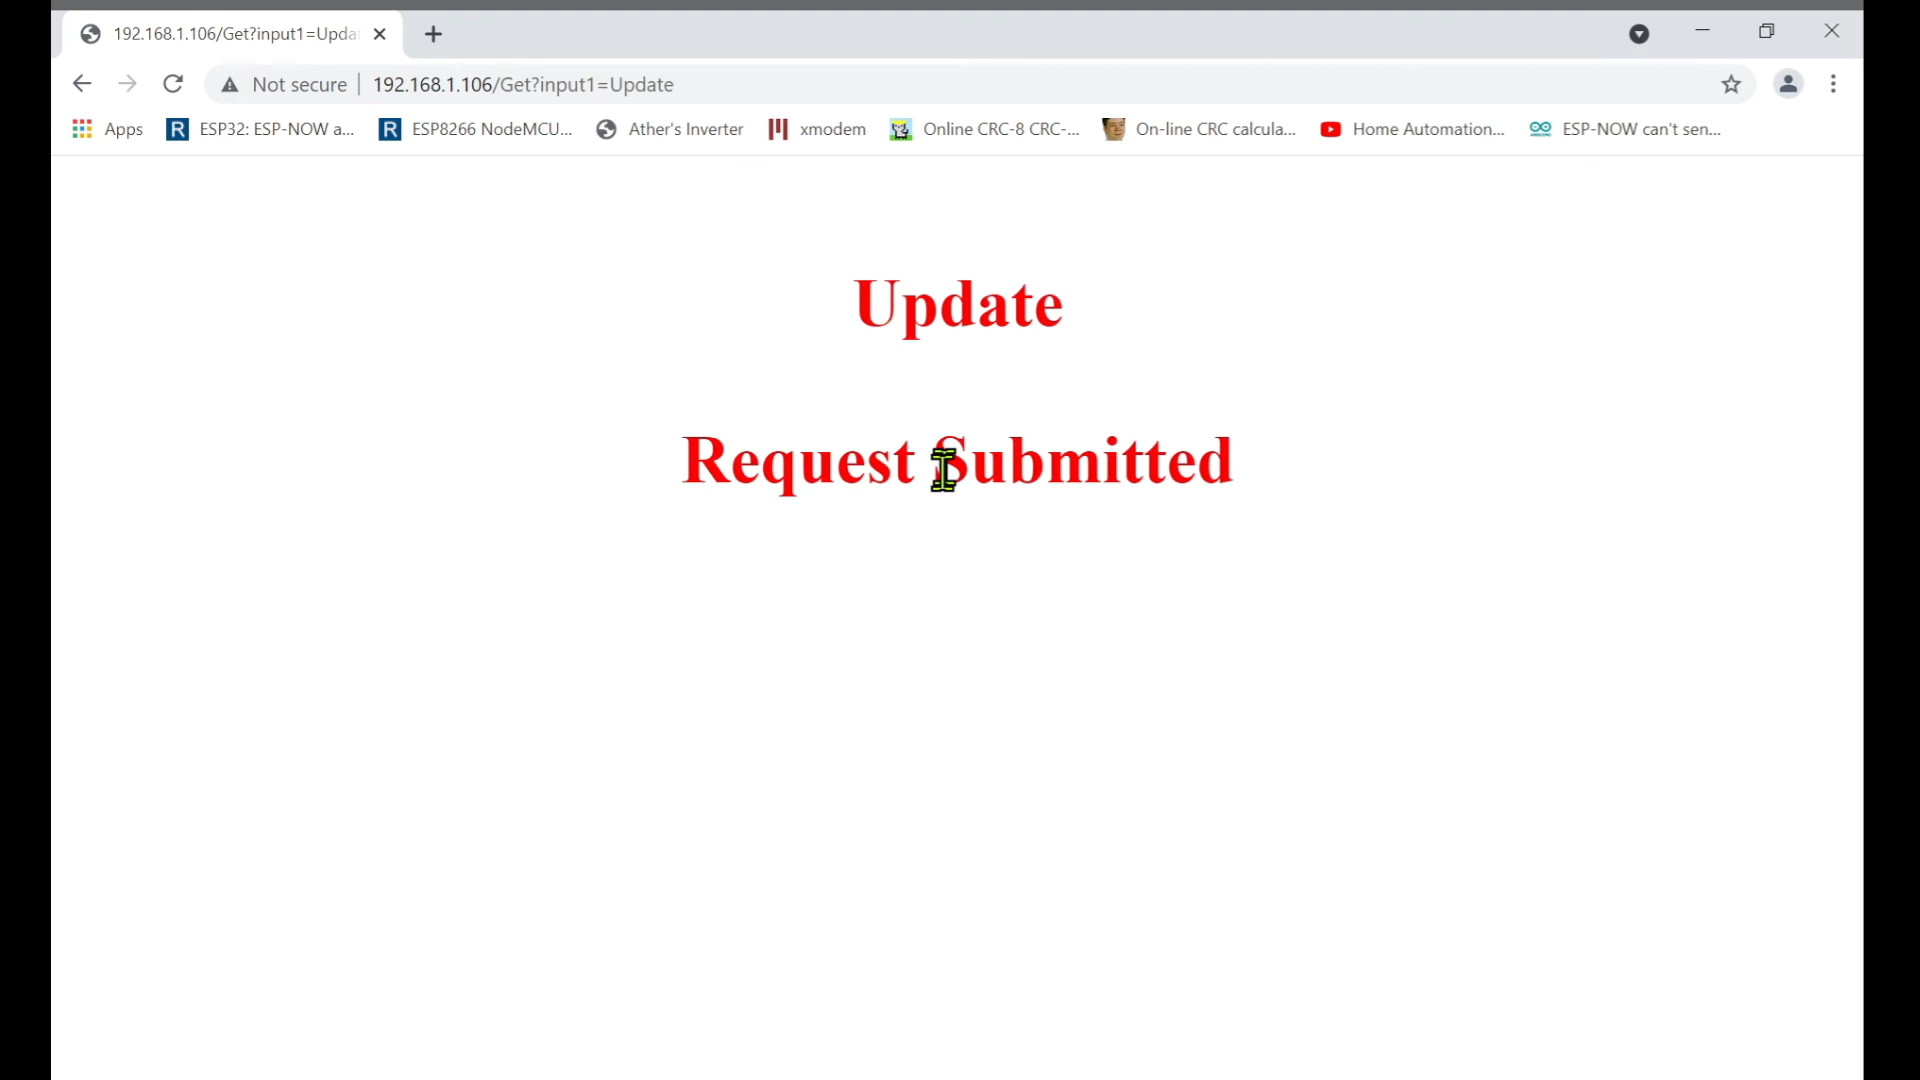 192.168.1.106/Get?input1=Upda
Not secure 192.168.1.106/Get?input1=Update
Apps R ESP32: ESP-NOW a... R ESP8266 NodeMCU... Ather's Inverter xmodem Online CRC-8 CRC-... On-line CRC calcula... Home Automation... ESP-NOW can't sen...
Update
Request Submitted